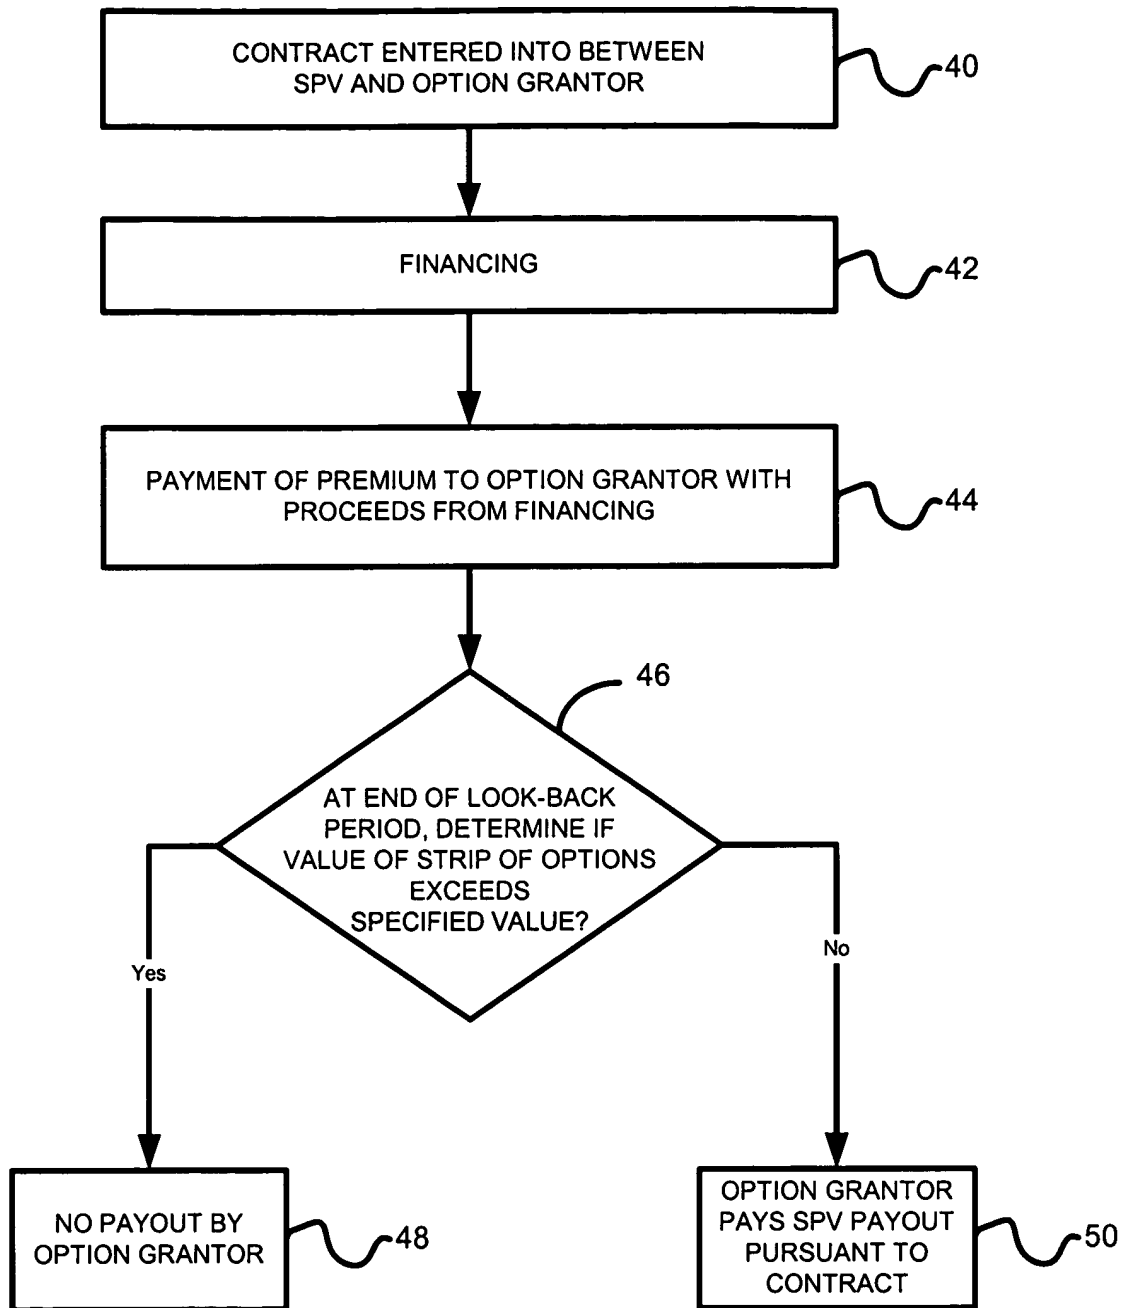 CONTRACT ENTERED INTO BETWEEN
SPV AND OPTION GRANTOR
40
FINANCING
42
PAYMENT OF PREMIUM TO OPTION GRANTOR WITH
PROCEEDS FROM FINANCING
44
46
AT END OF LOOK-BACK
PERIOD, DETERMINE IF
VALUE OF STRIP OF OPTIONS
EXCEEDS
SPECIFIED VALUE?
Yes
No
NO PAYOUT BY
OPTION GRANTOR
48
OPTION GRANTOR
PAYS SPV PAYOUT
PURSUANT TO
CONTRACT
50